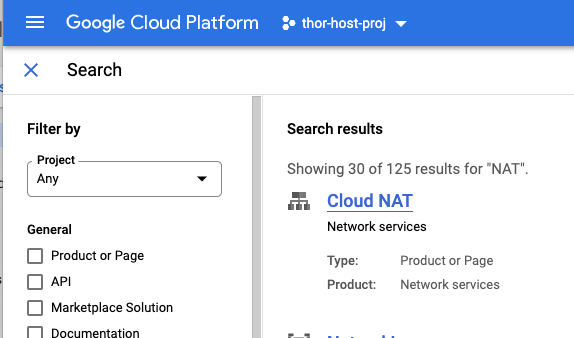 Google Cloud Platform thor-host-proj
Search
Filter by
Project
Any
General
Product or Page
API
Marketplace Solution
Documentation
Search results
Showing 30 of 125 results for "NAT".
Cloud NAT
Network services
Type: Product or Page
Product: Network services